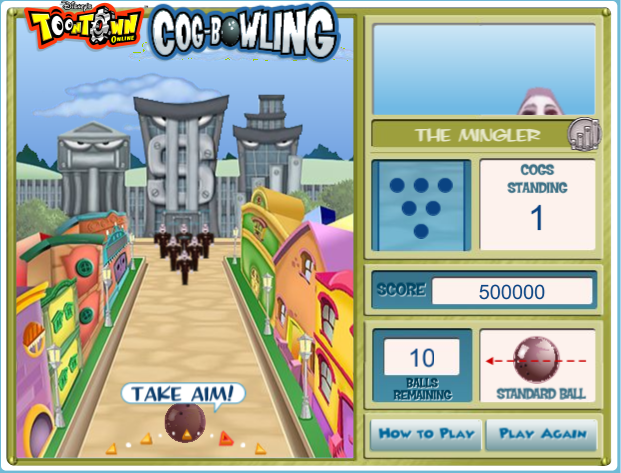 Disney's
TOONTOWN
ONLINE
COG-BOWLING
THE MINGLER
COGS
STANDING
1
SCORE 500000
10
BALLS
REMAINING
STANDARD BALL
TAKE AIM!
HOW TO PLAY
PLAY AGAIN